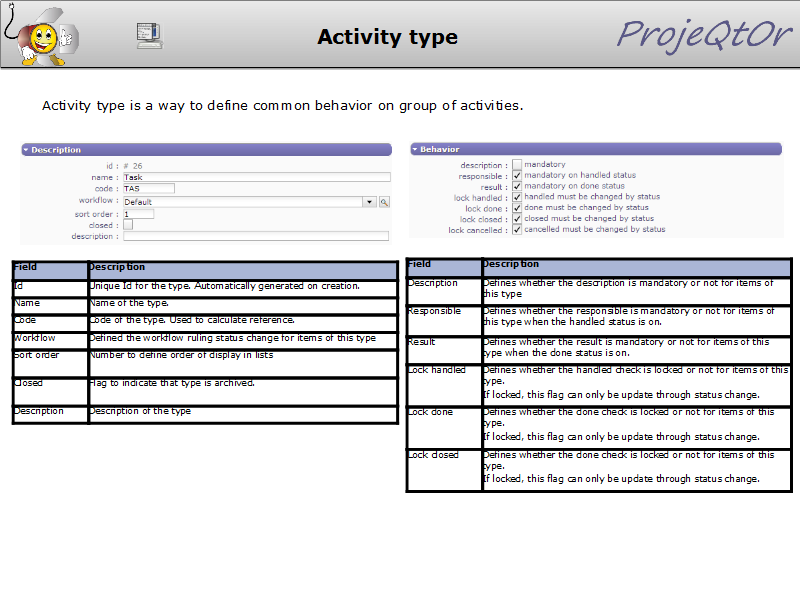 Activity type
ProjeQtOr
Activity type is a way to define common behavior on group of activities.
Description
id : # 26
name : Task
code : TAS
workflow : Default
sort order : 1
closed :
description :
Behavior
description : mandatory
responsible : mandatory on handled status
result : mandatory on done status
lock handled : handled must be changed by status
lock done : done must be changed by status
lock closed : closed must be changed by status
lock cancelled : cancelled must be changed by status
Field Description
Id Unique Id for the type. Automatically generated on creation.
Name Name of the type.
Code Code of the type. Used to calculate reference.
Workflow Defined the workflow ruling status change for items of this type
Sort order Number to define order of display in lists
Closed Flag to indicate that type is archived.
Description Description of the type
Field Description
Description Defines whether the description is mandatory or not for items of
this type
Responsible Defines whether the responsible is mandatory or not for items of
this type when the handled status is on.
Result Defines whether the result is mandatory or not for items of this
type when the done status is on.
Lock handled Defines whether the handled check is locked or not for items of this
type.
If locked, this flag can only be update through status change.
Lock done Defines whether the done check is locked or not for items of this
type.
If locked, this flag can only be update through status change.
Lock closed Defines whether the done check is locked or not for items of this
type.
If locked, this flag can only be update through status change.